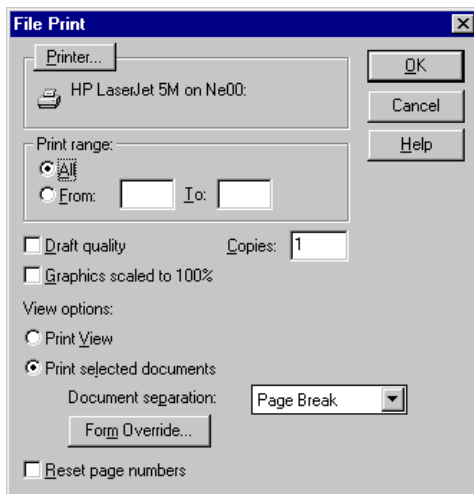 File Print
Printer...
OK
HP LaserJet 5M on Ne00:
Cancel
Help
Print range:
All
From: To:
Draft quality Copies: 1
Graphics scaled to 100%
View options:
Print View
Print selected documents
Document separation: Page Break
Form Override...
Reset page numbers